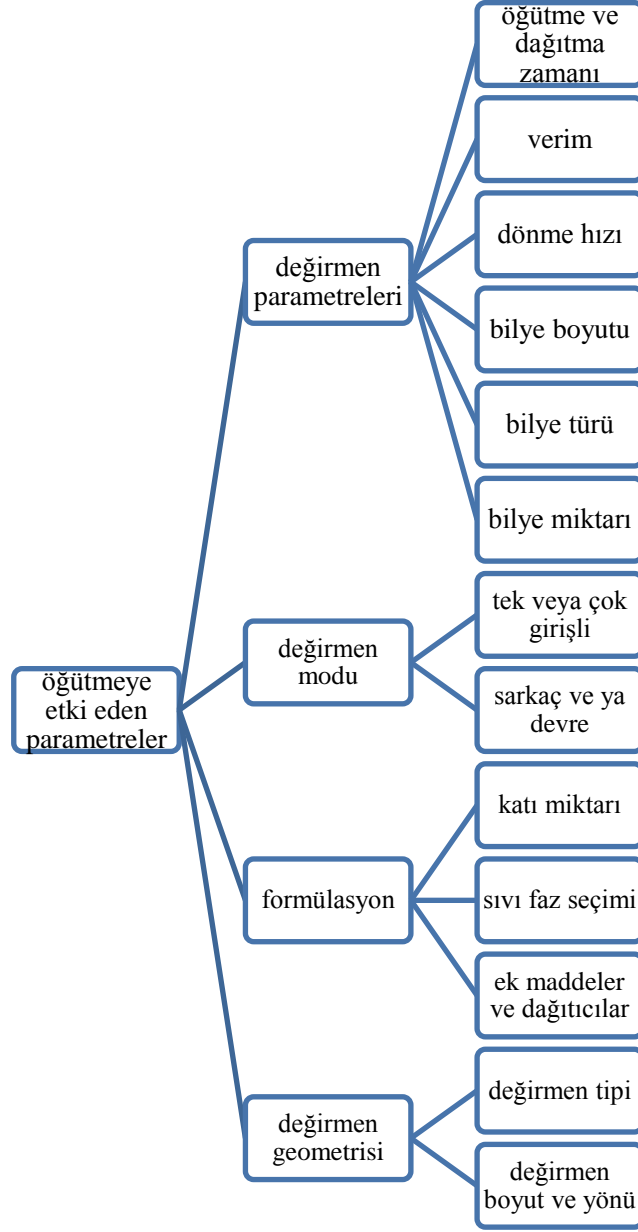 öğütmeye
etki eden
parametreler
değirmen
parametreleri
öğütme ve
dağıtma
zamanı
verim
dönme hızı
bilye boyutu
bilye türü
bilye miktarı
değirmen
modu
tek veya çok
girişli
sarkaç ve ya
devre
formülasyon
katı miktarı
sıvı faz seçimi
ek maddeler
ve dağıtıcılar
değirmen
geometrisi
değirmen tipi
değirmen
boyut ve yönü